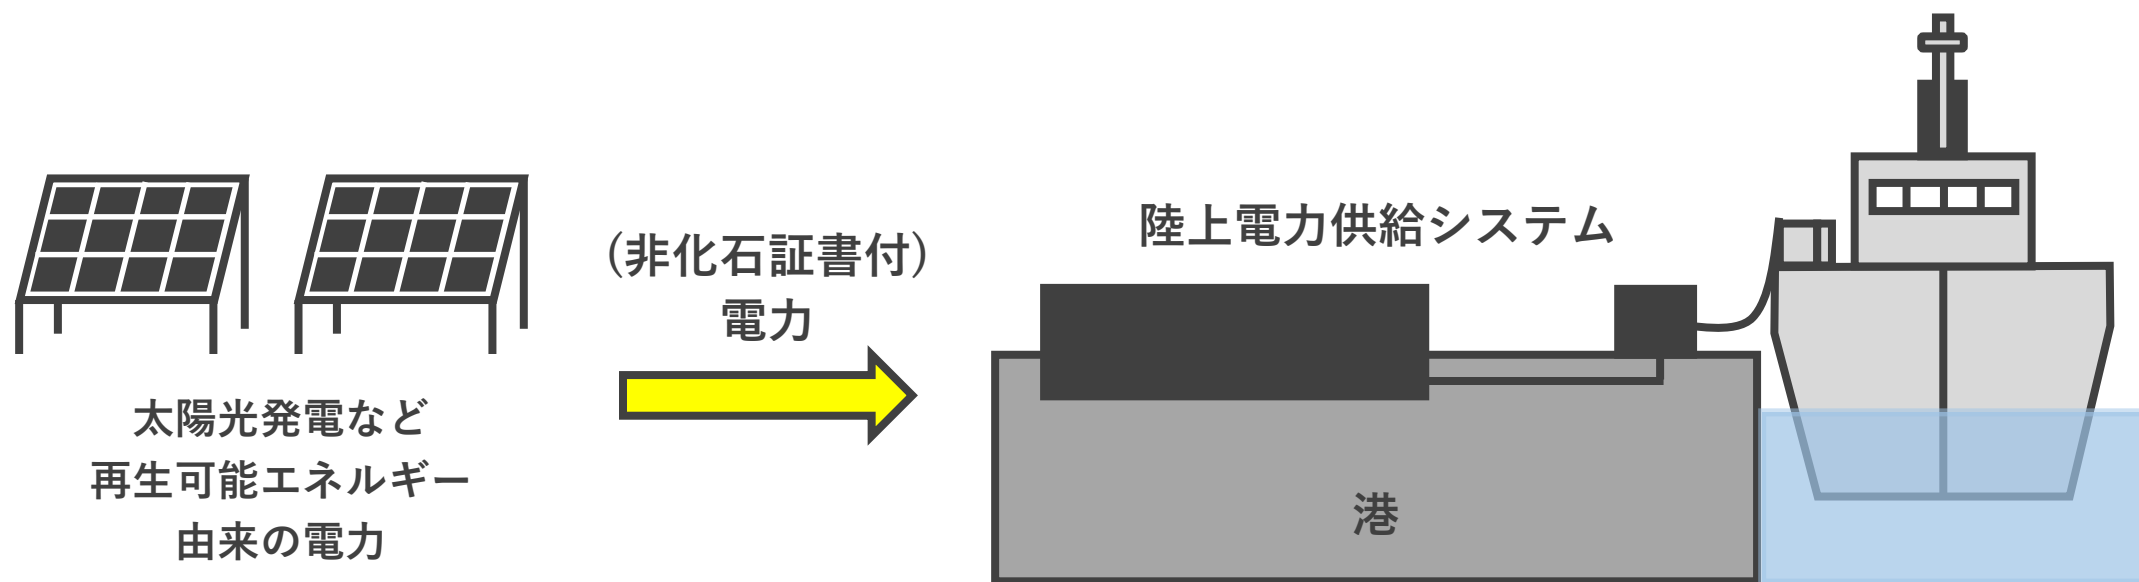 太陽光発電など
再生可能エネルギー
由来の電力
(非化石証書付)
電力
陸上電力供給システム
港